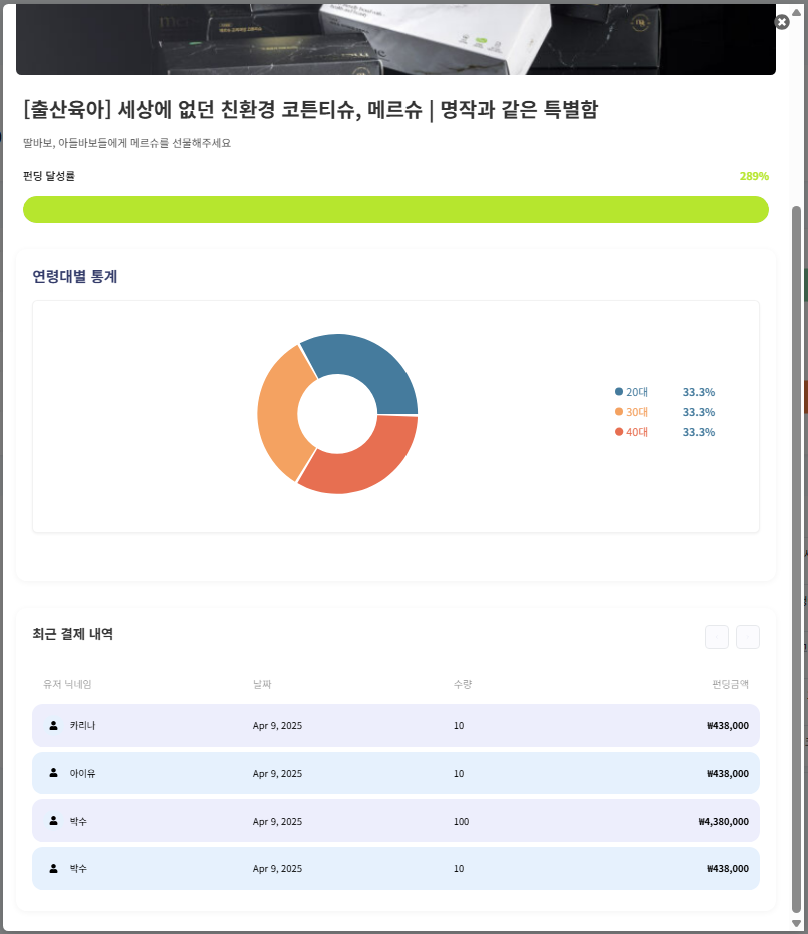 [출산육아] 세상에 없던 친환경 코튼티슈, 메르슈 | 명작과 같은 특별함
딸바보, 아들바보들에게 메르슈를 선물해주세요
펀딩 달성률 289%
연령대별 통계
20대 33.3%
30대 33.3%
40대 33.3%
최근 결제 내역
유저 닉네임 날짜 수량 펀딩금액
카리나 Apr 9, 2025 10 ₩438,000
아이유 Apr 9, 2025 10 ₩438,000
박수 Apr 9, 2025 100 ₩4,380,000
박수 Apr 9, 2025 10 ₩438,000